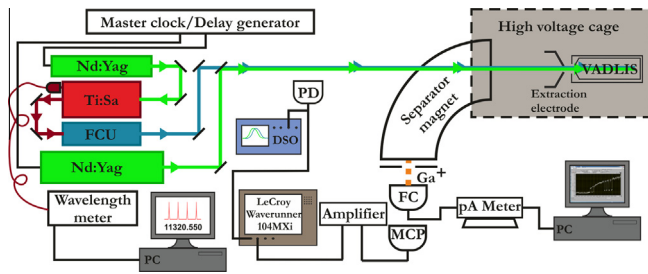 Master clock/Delay generator
High voltage cage
Nd:Yag
Ti:Sa
FCU
Nd:Yag
PD
DSO
Separator
magnet
VADLIS
Extraction
electrode
Ga+
FC
Wavelength
meter
11320.550
PC
LeCroy
Waverunner
104MXi
Amplifier
MCP
pA Meter
PC